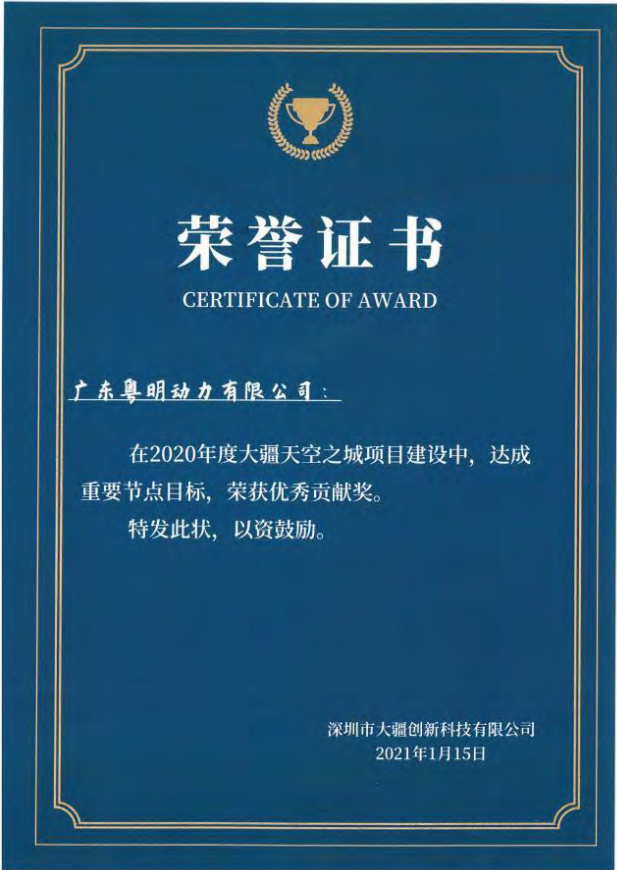 荣誉证书
CERTIFICATE OF AWARD
广东粤明动力有限公司:
在2020年度大疆天空之城项目建设中，达成
重要节点目标，荣获优秀贡献奖。
特发此状，以资鼓励。
深圳市大疆创新科技有限公司
2021年1月15日